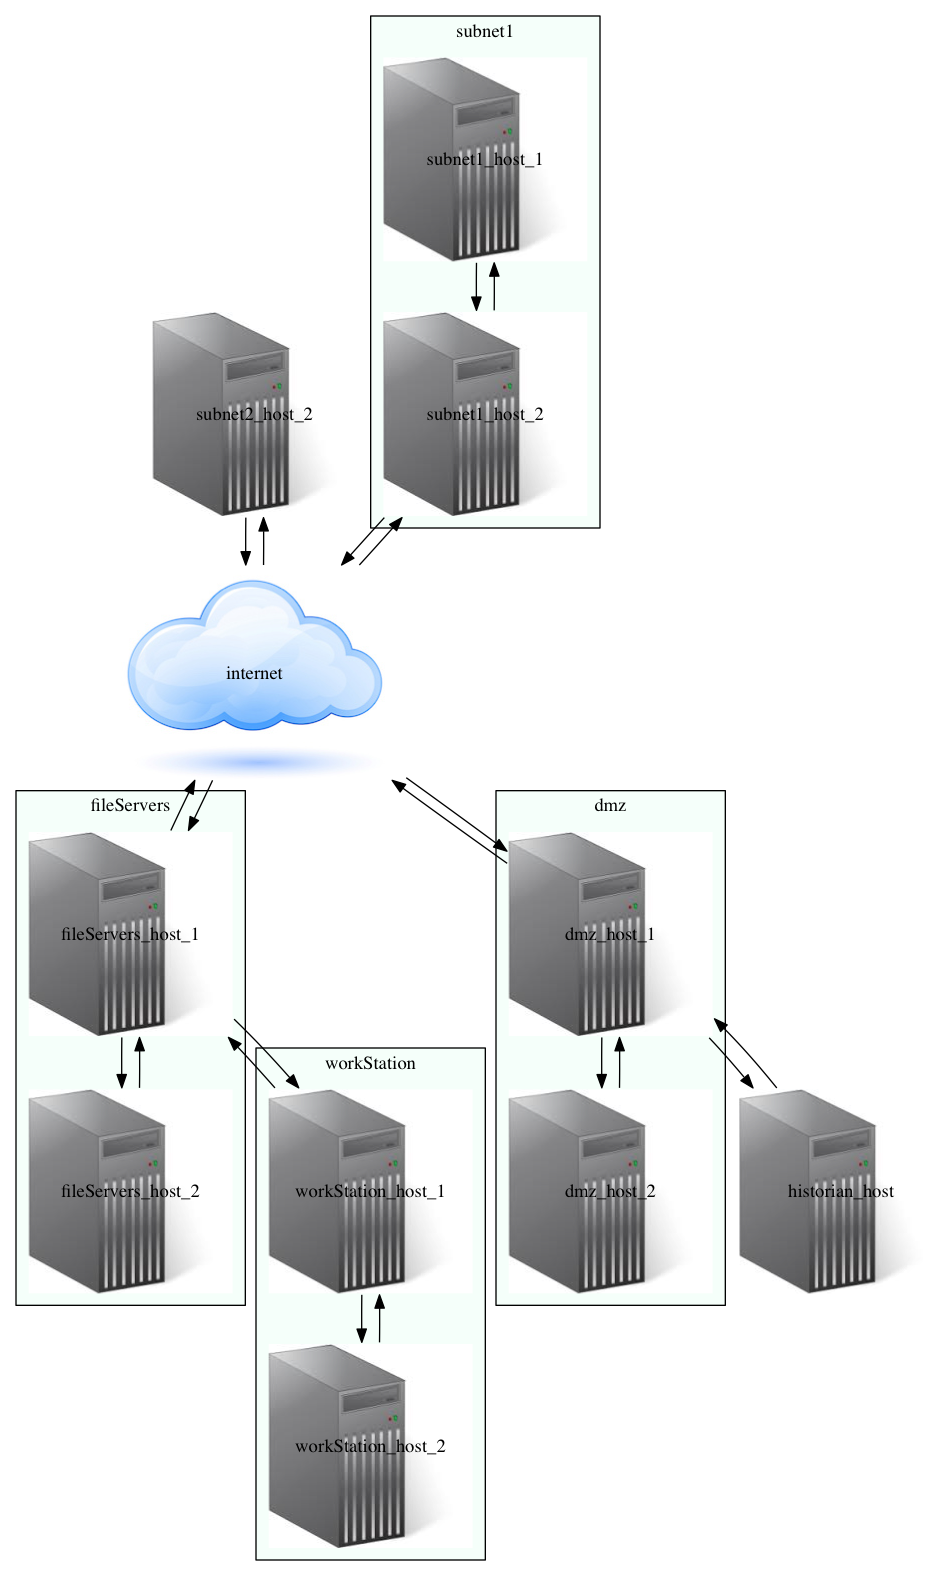 subnet1
subnet1_host_1
subnet2_host_2
subnet1_host_2
internet
fileServers
dmz
fileServers_host_1
dmz_host_1
workStation
fileServers_host_2
workStation_host_1
dmz_host_2
historian_host
workStation_host_2